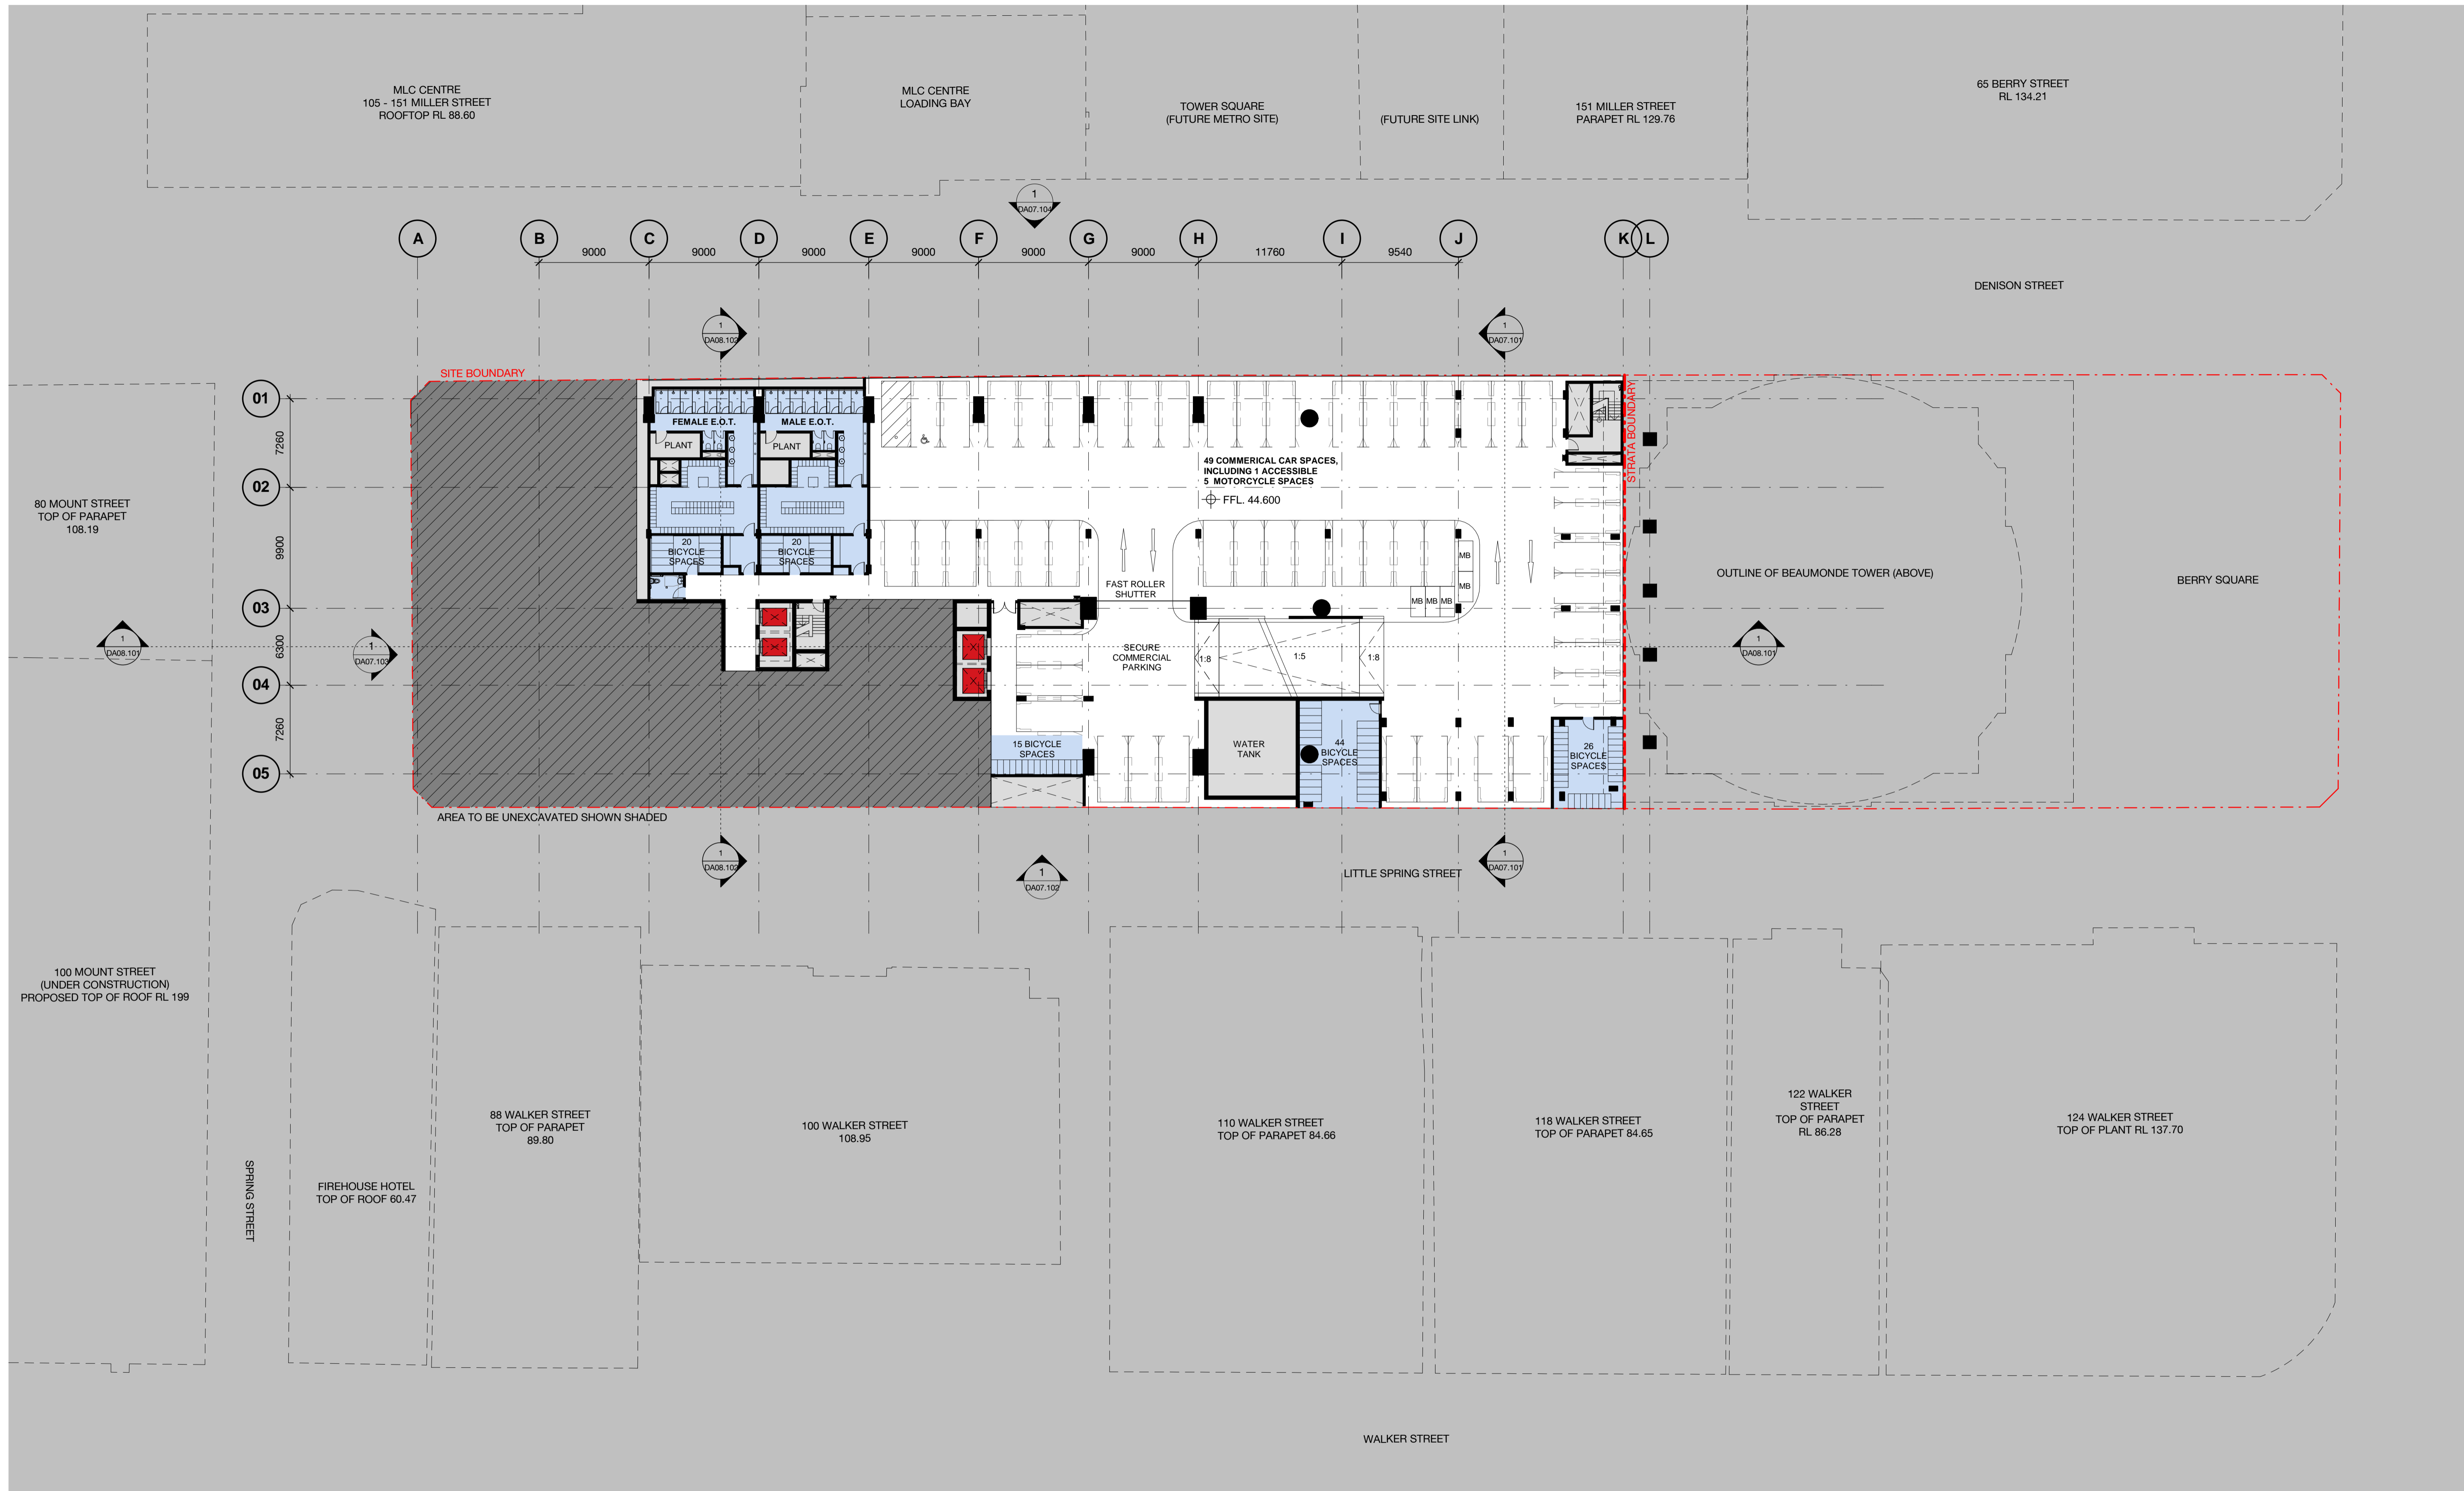 MLC CENTRE
105 - 151 MILLER STREET
ROOFTOP RL 88.60
MLC CENTRE
LOADING BAY
TOWER SQUARE
(FUTURE METRO SITE)
(FUTURE SITE LINK)
151 MILLER STREET
PARAPET RL 129.76
65 BERRY STREET
RL 134.21
1
DA07.104
A
B
C
D
E
F
G
H
I
J
K
L
9000
9000
9000
9000
9000
9000
11760
9540
DENISON STREET
1
DA08.102
1
DA07.101
SITE BOUNDARY
STRATA BOUNDARY
01
02
03
04
05
7260
9900
6300
7260
FEMALE E.O.T.
MALE E.O.T.
PLANT
PLANT
49 COMMERICAL CAR SPACES,
INCLUDING 1 ACCESSIBLE
5 MOTORCYCLE SPACES
FFL. 44.600
80 MOUNT STREET
TOP OF PARAPET
108.19
20
BICYCLE
SPACES
20
BICYCLE
SPACES
FAST ROLLER
SHUTTER
MB
MB
MB MB MB
OUTLINE OF BEAUMONDE TOWER (ABOVE)
BERRY SQUARE
1
DA08.101
1
DA07.103
SECURE
COMMERCIAL
PARKING
1:8
1:5
1:8
1
DA08.101
15 BICYCLE
SPACES
WATER
TANK
44
BICYCLE
SPACES
26
BICYCLE
SPACES
AREA TO BE UNEXCAVATED SHOWN SHADED
1
DA08.102
1
DA07.102
LITTLE SPRING STREET
1
DA07.101
100 MOUNT STREET
(UNDER CONSTRUCTION)
PROPOSED TOP OF ROOF RL 199
SPRING STREET
FIREHOUSE HOTEL
TOP OF ROOF 60.47
88 WALKER STREET
TOP OF PARAPET
89.80
100 WALKER STREET
108.95
110 WALKER STREET
TOP OF PARAPET 84.66
118 WALKER STREET
TOP OF PARAPET 84.65
122 WALKER
STREET
TOP OF PARAPET
RL 86.28
124 WALKER STREET
TOP OF PLANT RL 137.70
WALKER STREET